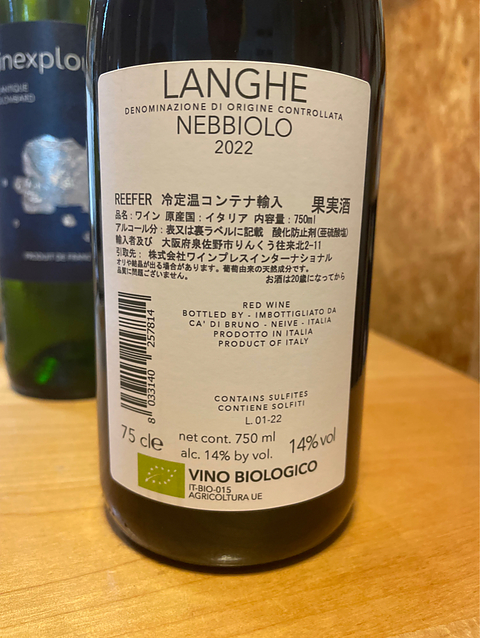 LANGHE
DENOMINAZIONE DI ORIGINE CONTROLLATA
NEBBIOLO
2022
REEFER 冷定温コンテナ輸入 果実酒
品名：ワイン 原産国：イタリア 内容量：750ml
アルコール分：表又は裏ラベルに記載 酸化防止剤(亜硫酸塩)
輸入者及び 大阪府泉佐野市りんくう往来北2-11
引取先： 株式会社ワインプレスインターナショナル
オリや結晶が出る場合があります。葡萄由来の天然成分です。
品質に問題ございません。 お酒は20歳になってから
RED WINE
BOTTLED BY - IMBOTTIGLIATO DA
CA' DI BRUNO - NEIVE - ITALIA
PRODOTTO IN ITALIA
PRODUCT OF ITALY
8 033140 257814
CONTAINS SULFITES
CONTIENE SOLFITI
L. 01-22
75 cl e
net cont. 750 ml
alc. 14% by vol.
14% vol
VINO BIOLOGICO
IT-BIO-015
AGRICOLTURA UE
inexplo
ANTIQUE
LOMBARD
PRODUIT DE FRAN